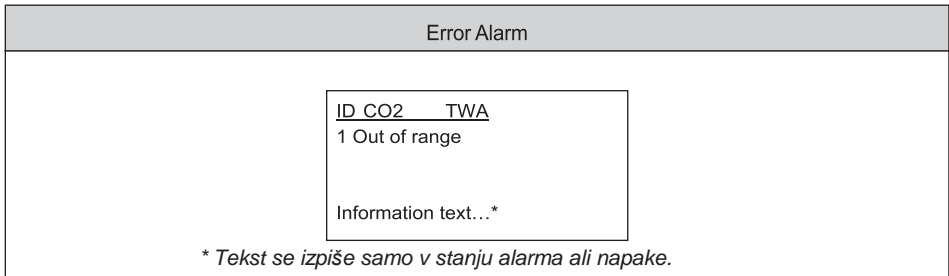 Error Alarm
ID CO2 TWA
1 Out of range
Information text…*
* Tekst se izpiše samo v stanju alarma ali napake.